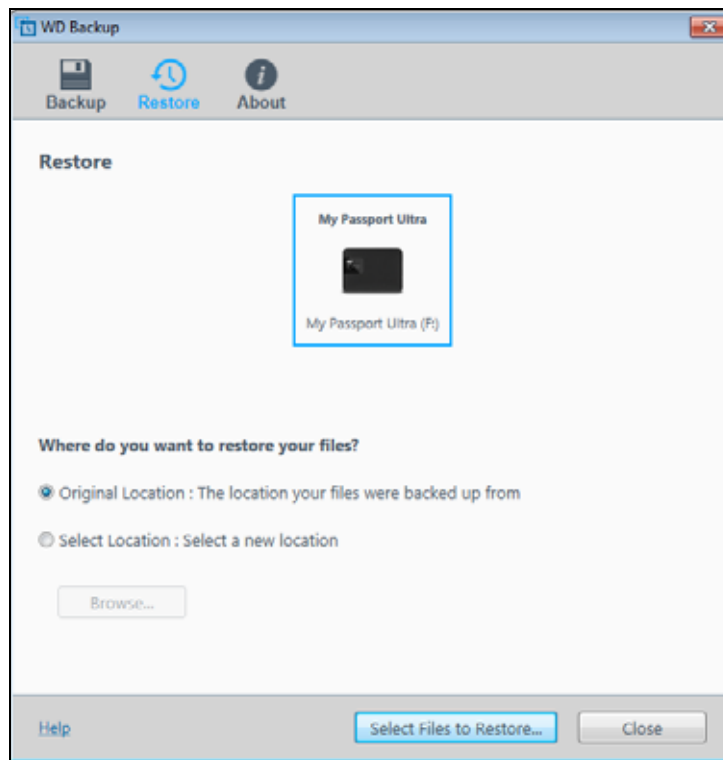 WD Backup
Backup Restore About
Restore
My Passport Ultra
My Passport Ultra (F:)
Where do you want to restore your files?
Original Location : The location your files were backed up from
Select Location : Select a new location
Browse...
Help Select Files to Restore... Close